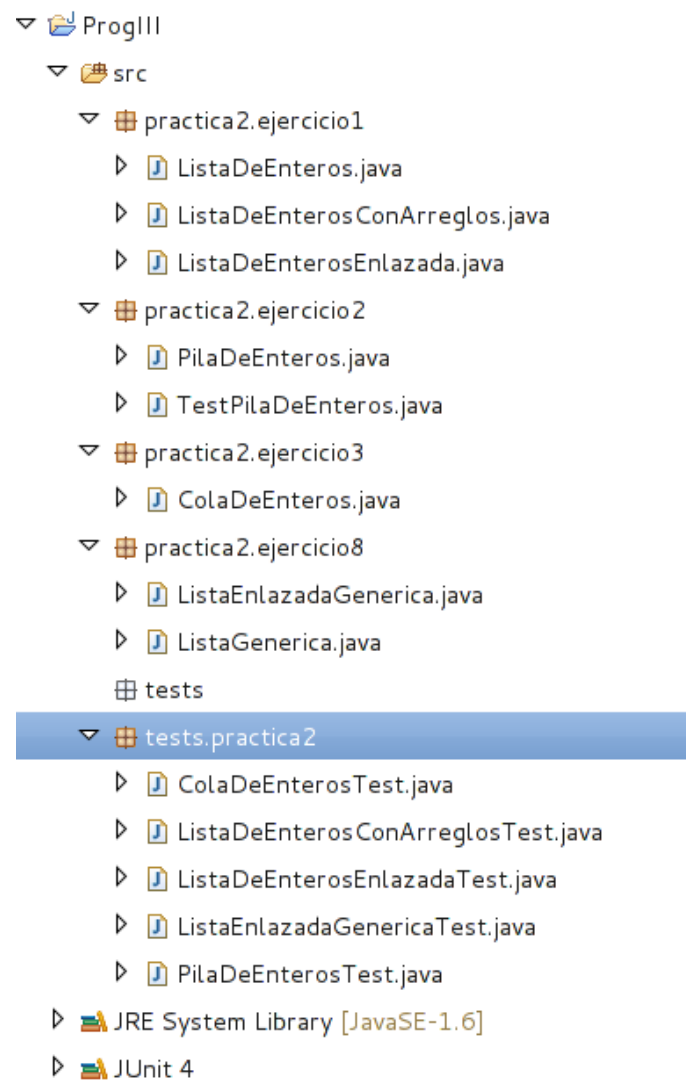 ProgIII
src
practica2.ejercicio1
ListaDeEnteros.java
ListaDeEnterosConArreglos.java
ListaDeEnterosEnlazada.java
practica2.ejercicio2
PilaDeEnteros.java
TestPilaDeEnteros.java
practica2.ejercicio3
ColaDeEnteros.java
practica2.ejercicio8
ListaEnlazadaGenerica.java
ListaGenerica.java
tests
tests.practica2
ColaDeEnterosTest.java
ListaDeEnterosConArreglosTest.java
ListaDeEnterosEnlazadaTest.java
ListaEnlazadaGenericaTest.java
PilaDeEnterosTest.java
JRE System Library [JavaSE-1.6]
JUnit 4